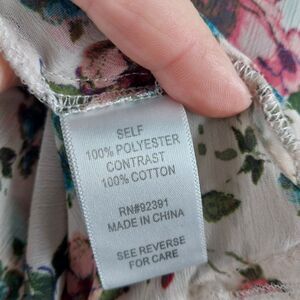 SELF
100% POLYESTER
CONTRAST
100% COTTON
RN#92391
MADE IN CHINA
SEE REVERSE
FOR CARE